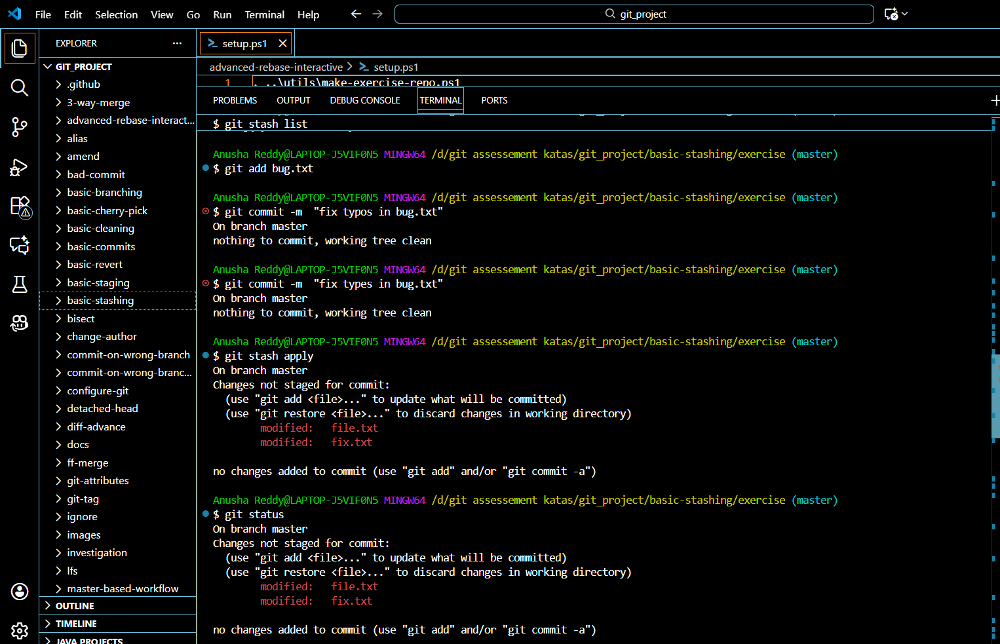 File Edit Selection View Go Run Terminal Help
git_project
EXPLORER
GIT_PROJECT
.github
3-way-merge
advanced-rebase-interact...
alias
amend
bad-commit
basic-branching
basic-cherry-pick
basic-cleaning
basic-commits
basic-revert
basic-staging
basic-stashing
bisect
change-author
commit-on-wrong-branch
commit-on-wrong-branc...
configure-git
detached-head
diff-advance
docs
ff-merge
git-attributes
git-tag
ignore
images
investigation
lfs
master-based-workflow
OUTLINE
TIMELINE
JAVA PROJECTS
setup.ps1
advanced-rebase-interactive > setup.ps1
1 . ..\utils\make-exercise-repo.ps1
PROBLEMS OUTPUT DEBUG CONSOLE TERMINAL PORTS
$ git stash list
Anusha Reddy@LAPTOP-J5VIF0N5 MINGW64 /d/git assessement katas/git_project/basic-stashing/exercise (master)
$ git add bug.txt
Anusha Reddy@LAPTOP-J5VIF0N5 MINGW64 /d/git assessement katas/git_project/basic-stashing/exercise (master)
$ git commit -m  "fix typos in bug.txt"
On branch master
nothing to commit, working tree clean
Anusha Reddy@LAPTOP-J5VIF0N5 MINGW64 /d/git assessement katas/git_project/basic-stashing/exercise (master)
$ git commit -m  "fix types in bug.txt"
On branch master
nothing to commit, working tree clean
Anusha Reddy@LAPTOP-J5VIF0N5 MINGW64 /d/git assessement katas/git_project/basic-stashing/exercise (master)
$ git stash apply
On branch master
Changes not staged for commit:
(use "git add <file>..." to update what will be committed)
(use "git restore <file>..." to discard changes in working directory)
modified:   file.txt
modified:   fix.txt
no changes added to commit (use "git add" and/or "git commit -a")
Anusha Reddy@LAPTOP-J5VIF0N5 MINGW64 /d/git assessement katas/git_project/basic-stashing/exercise (master)
$ git status
On branch master
Changes not staged for commit:
(use "git add <file>..." to update what will be committed)
(use "git restore <file>..." to discard changes in working directory)
modified:   file.txt
modified:   fix.txt
no changes added to commit (use "git add" and/or "git commit -a")